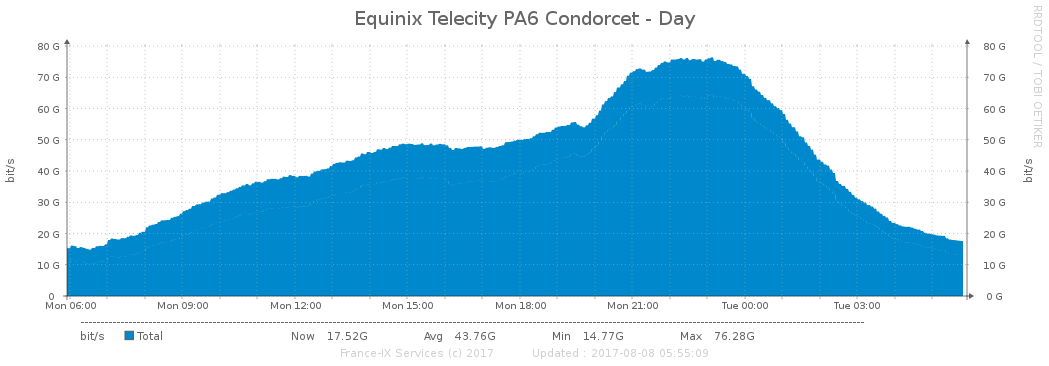 Equinix Telecity PA6 Condorcet - Day
RRDTOOL / TOBI OETIKER
80 G 80 G
70 G 70 G
60 G 60 G
50 G 50 G
40 G 40 G
30 G 30 G
20 G 20 G
10 G 10 G
0 0 G
bit/s bit/s
Mon 06:00 Mon 09:00 Mon 12:00 Mon 15:00 Mon 18:00 Mon 21:00 Tue 00:00 Tue 03:00
bit/s Total Now 17.52G Avg 43.76G Min 14.77G Max 76.28G
France-IX Services (c) 2017 Updated : 2017-08-08 05:55:09